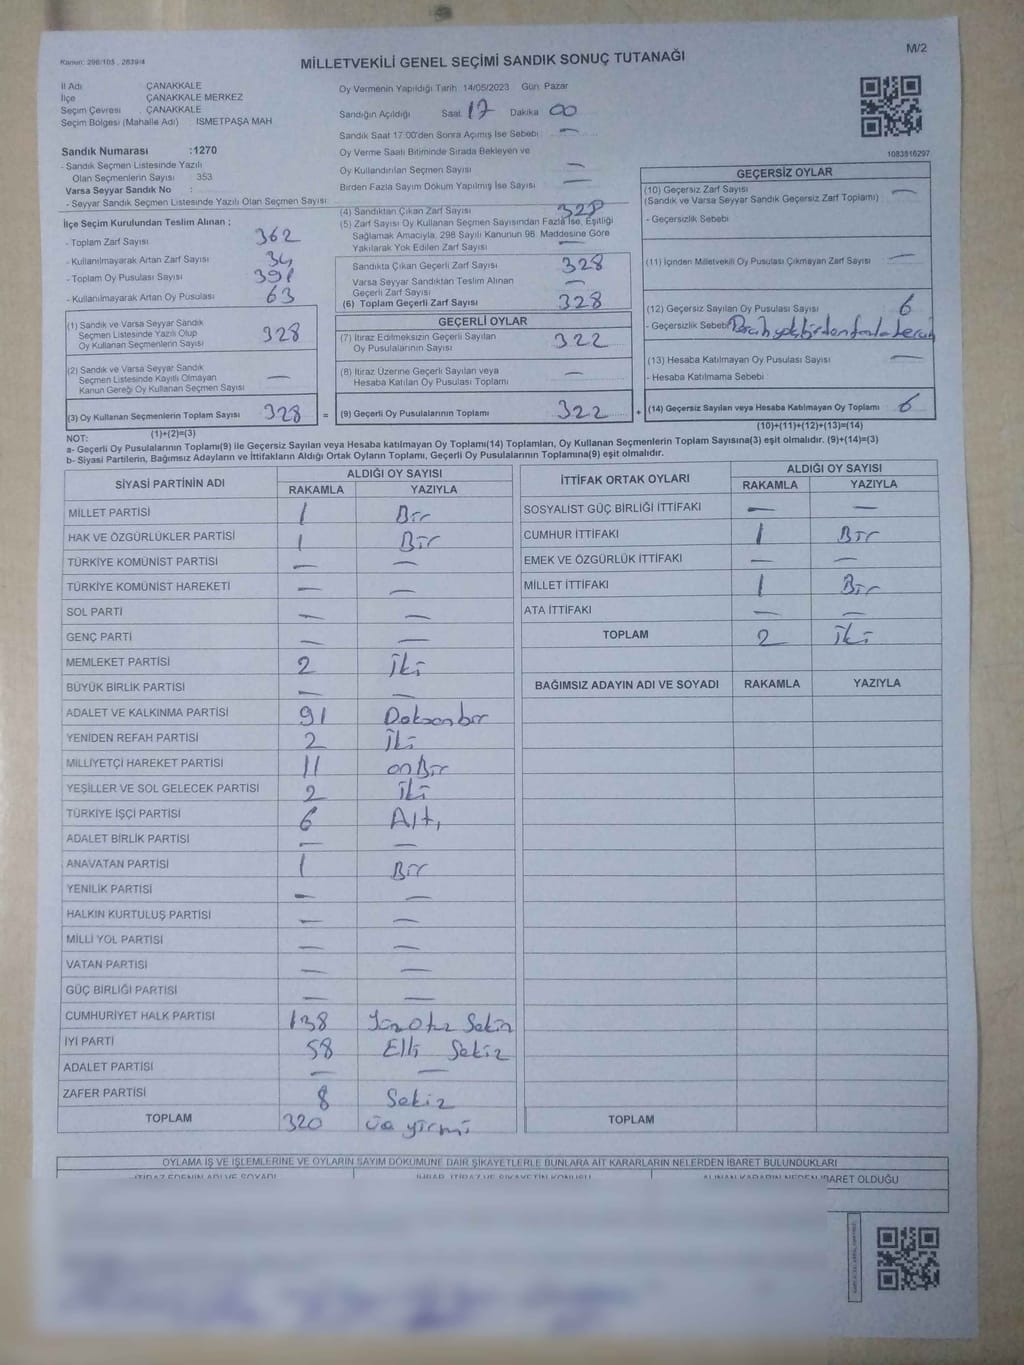 M/2
Kanun: 298/105 , 2839/4
MİLLETVEKİLİ GENEL SEÇİMİ SANDIK SONUÇ TUTANAĞI
İl Adı ÇANAKKALE
İlçe ÇANAKKALE MERKEZ
Seçim Çevresi ÇANAKKALE
Seçim Bölgesi (Mahalle Adı) İSMETPAŞA MAH
Sandık Numarası :1270
- Sandık Seçmen Listesinde Yazılı
Olan Seçmenlerin Sayısı 353
Varsa Seyyar Sandık No :
- Seyyar Sandık Seçmen Listesinde Yazılı Olan Seçmen Sayısı:
Oy Vermenin Yapıldığı Tarih: 14/05/2023 Gün: Pazar
Sandığın Açıldığı Saat 17 Dakika 00
Sandık Saat 17:00'den Sonra Açımış İse Sebebi : —
Oy Verme Saati Bitiminde Sırada Bekleyen ve
Oy Kullandırılan Seçmen Sayısı —
Birden Fazla Sayım Döküm Yapılmış İse Sayısı —
1083516297
İlçe Seçim Kurulundan Teslim Alınan :
- Toplam Zarf Sayısı 362
- Kullanılmayarak Artan Zarf Sayısı 34
- Toplam Oy Pusulası Sayısı 391
- Kullanılmayarak Artan Oy Pusulası 63
(1) Sandık ve Varsa Seyyar Sandık
Seçmen Listesinde Yazılı Olup
Oy Kullanan Seçmenlerin Sayısı 328
(2) Sandık ve Varsa Seyyar Sandık
Seçmen Listesinde Kayıtlı Olmayan
Kanun Gereği Oy Kullanan Seçmen Sayısı —
(3) Oy Kullanan Seçmenlerin Toplam Sayısı 328 =
(1)+(2)=(3)
(4) Sandıktan Çıkan Zarf Sayısı 328
(5) Zarf Sayısı Oy Kullanan Seçmen Sayısından Fazla İse, Eşitliği
Sağlamak Amacıyla, 298 Sayılı Kanunun 98. Maddesine Göre
Yakılarak Yok Edilen Zarf Sayısı —
Sandıkta Çıkan Geçerli Zarf Sayısı 328
Varsa Seyyar Sandıktan Teslim Alınan
Geçerli Zarf Sayısı —
(6) Toplam Geçerli Zarf Sayısı 328
GEÇERLİ OYLAR
(7) İtiraz Edilmeksizin Geçerli Sayılan
Oy Pusulalarının Sayısı 322
(8) İtiraz Üzerine Geçerli Sayılan veya
Hesaba Katılan Oy Pusulası Toplamı —
(9) Geçerli Oy Pusulalarının Toplamı 322 +
GEÇERSİZ OYLAR
(10) Geçersiz Zarf Sayısı —
(Sandık ve Varsa Seyyar Sandık Geçersiz Zarf Toplamı)
- Geçersizlik Sebebi
(11) İçinden Milletvekili Oy Pusulası Çıkmayan Zarf Sayısı —
(12) Geçersiz Sayılan Oy Pusulası Sayısı 6
- Geçersizlik Sebebi
(13) Hesaba Katılmayan Oy Pusulası Sayısı —
- Hesaba Katılmama Sebebi
(14) Geçersiz Sayılan veya Hesaba Katılmayan Oy Toplamı 6
(10)+(11)+(12)+(13)=(14)
NOT:
a- Geçerli Oy Pusulalarının Toplamı(9) ile Geçersiz Sayılan veya Hesaba katılmayan Oy Toplamı(14) Toplamları, Oy Kullanan Seçmenlerin Toplam Sayısına(3) eşit olmalıdır. (9)+(14)=(3)
b- Siyasi Partilerin, Bağımsız Adayların ve İttifakların Aldığı Ortak Oyların Toplamı, Geçerli Oy Pusulalarının Toplamına(9) eşit olmalıdır.
SİYASİ PARTİNİN ADI ALDIĞI OY SAYISI
RAKAMLA YAZIYLA
MİLLET PARTİSİ 1 Bir
HAK VE ÖZGÜRLÜKLER PARTİSİ 1 Bir
TÜRKİYE KOMÜNİST PARTİSİ — —
TÜRKİYE KOMÜNİST HAREKETİ — —
SOL PARTİ — —
GENÇ PARTİ — —
MEMLEKET PARTİSİ 2 İki
BÜYÜK BİRLİK PARTİSİ — —
ADALET VE KALKINMA PARTİSİ 91 Doksanbir
YENİDEN REFAH PARTİSİ 2 İki
MİLLİYETÇİ HAREKET PARTİSİ 11 onBir
YEŞİLLER VE SOL GELECEK PARTİSİ 2 İki
TÜRKİYE İŞÇİ PARTİSİ 6 Altı
ADALET BİRLİK PARTİSİ — —
ANAVATAN PARTİSİ 1 Bir
YENİLİK PARTİSİ — —
HALKIN KURTULUŞ PARTİSİ — —
MİLLİ YOL PARTİSİ — —
VATAN PARTİSİ — —
GÜÇ BİRLİĞİ PARTİSİ — —
CUMHURİYET HALK PARTİSİ 138 Sekiz
İYİ PARTİ 58 Elli Sekiz
ADALET PARTİSİ — —
ZAFER PARTİSİ 8 Sekiz
TOPLAM 320 üç yirmi
İTTİFAK ORTAK OYLARI ALDIĞI OY SAYISI
RAKAMLA YAZIYLA
SOSYALİST GÜÇ BİRLİĞİ İTTİFAKI — —
CUMHUR İTTİFAKI 1 Bir
EMEK VE ÖZGÜRLÜK İTTİFAKI — —
MİLLET İTTİFAKI 1 Bir
ATA İTTİFAKI — —
TOPLAM 2 İki
BAĞIMSIZ ADAYIN ADI VE SOYADI RAKAMLA YAZIYLA
TOPLAM
OYLAMA İŞ VE İŞLEMLERİNE VE OYLARIN SAYIM DÖKÜMÜNE DAİR ŞİKAYETLERLE BUNLARA AİT KARARLARIN NELERDEN İBARET BULUNDUKLARI
İTİRAZ EDENİN ADI VE SOYADI İHBAR, İTİRAZ VE ŞİKAYETİN KONUSU ALINAN KARARIN NEDEN İBARET OLDUĞU